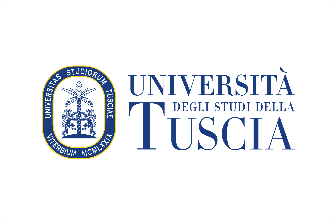 UNIVERSITAS STUDIORUM TUSCIAE
VITERBIUM MCMLXXIX
UNIVERSITÀ
DEGLI STUDI DELLA
TUSCIA